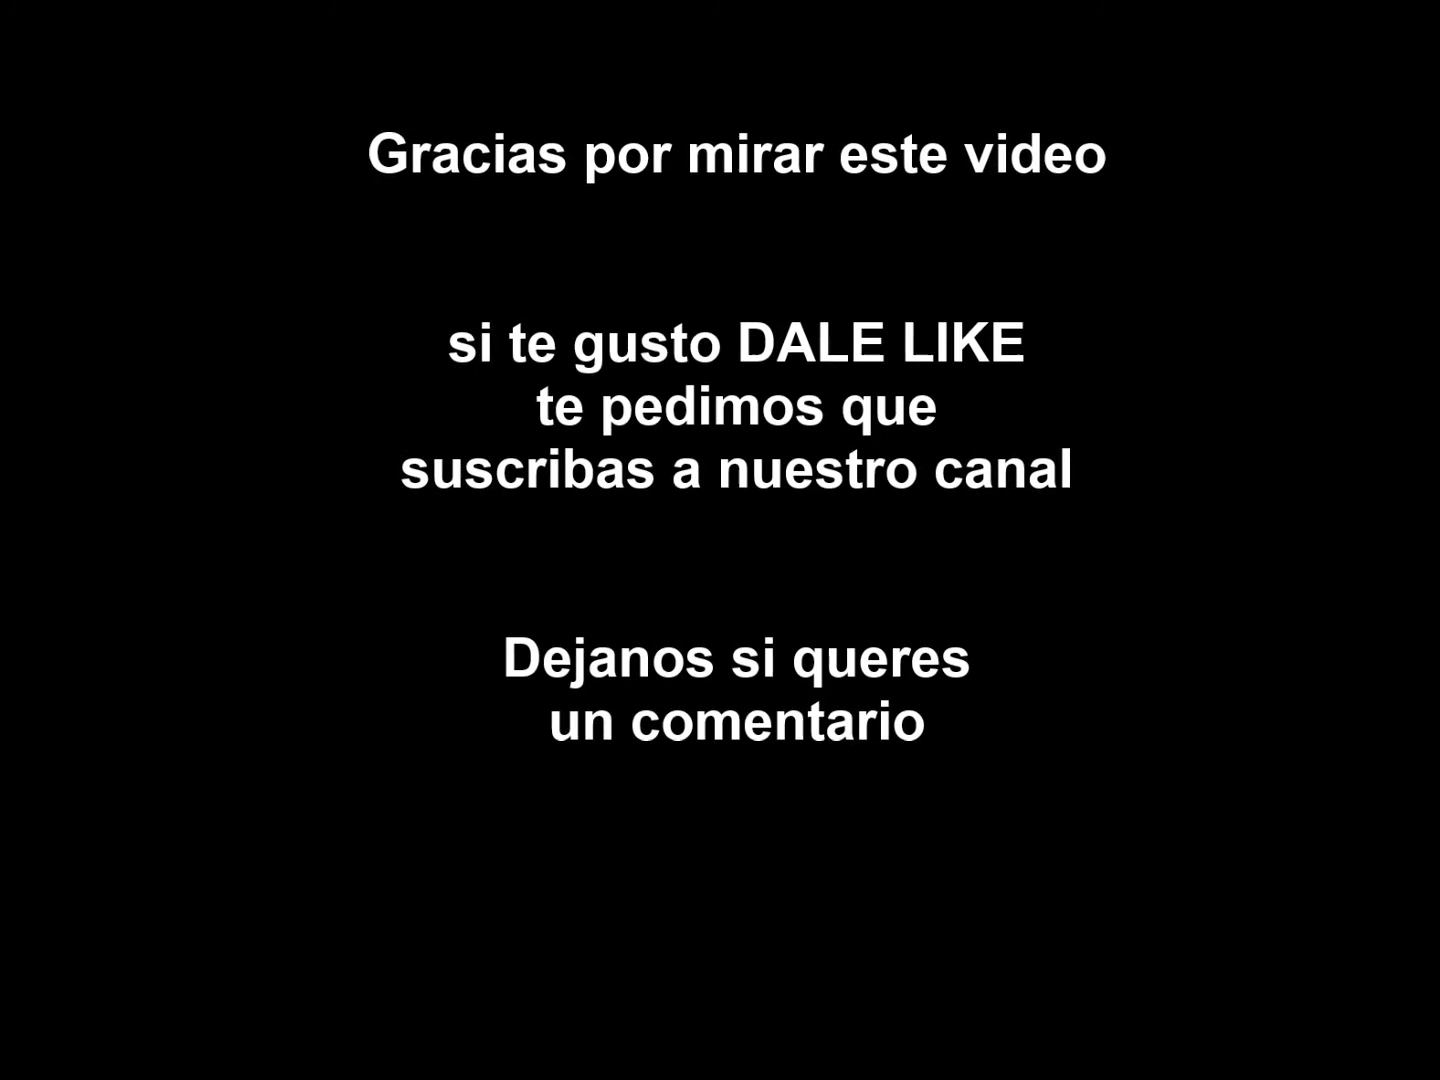 Gracias por mirar este video
si te gusto DALE LIKE
te pedimos que
suscribas a nuestro canal
Dejanos si queres
un comentario